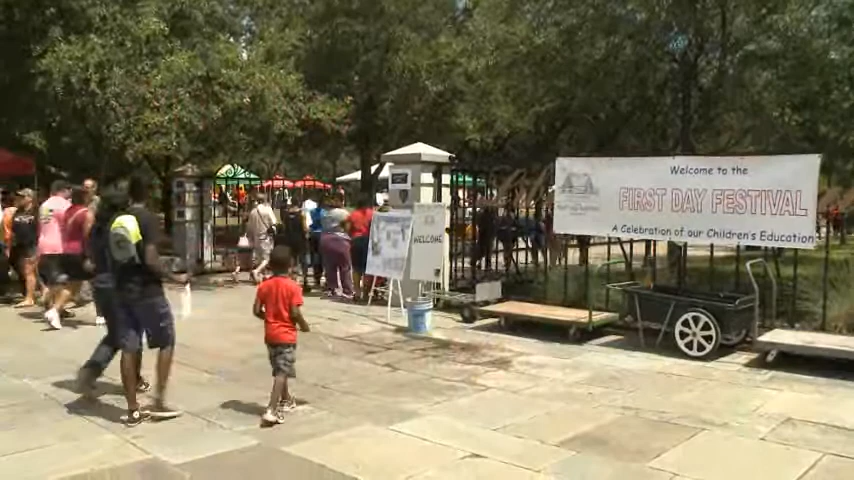 Welcome to the
FIRST DAY FESTIVAL
A Celebration of our Children's Education
WELCOME